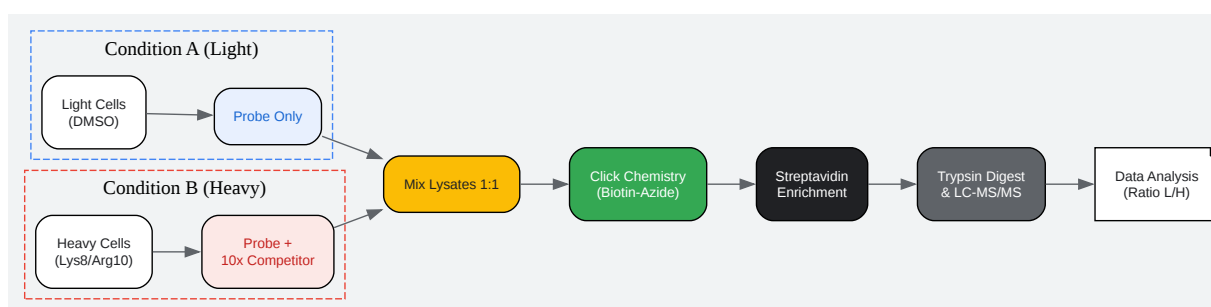 Condition A (Light)
Light Cells
(DMSO)
Probe Only
Condition B (Heavy)
Heavy Cells
(Lys8/Arg10)
Probe +
10x Competitor
Mix Lysates 1:1
Click Chemistry
(Biotin-Azide)
Streptavidin
Enrichment
Trypsin Digest
& LC-MS/MS
Data Analysis
(Ratio L/H)